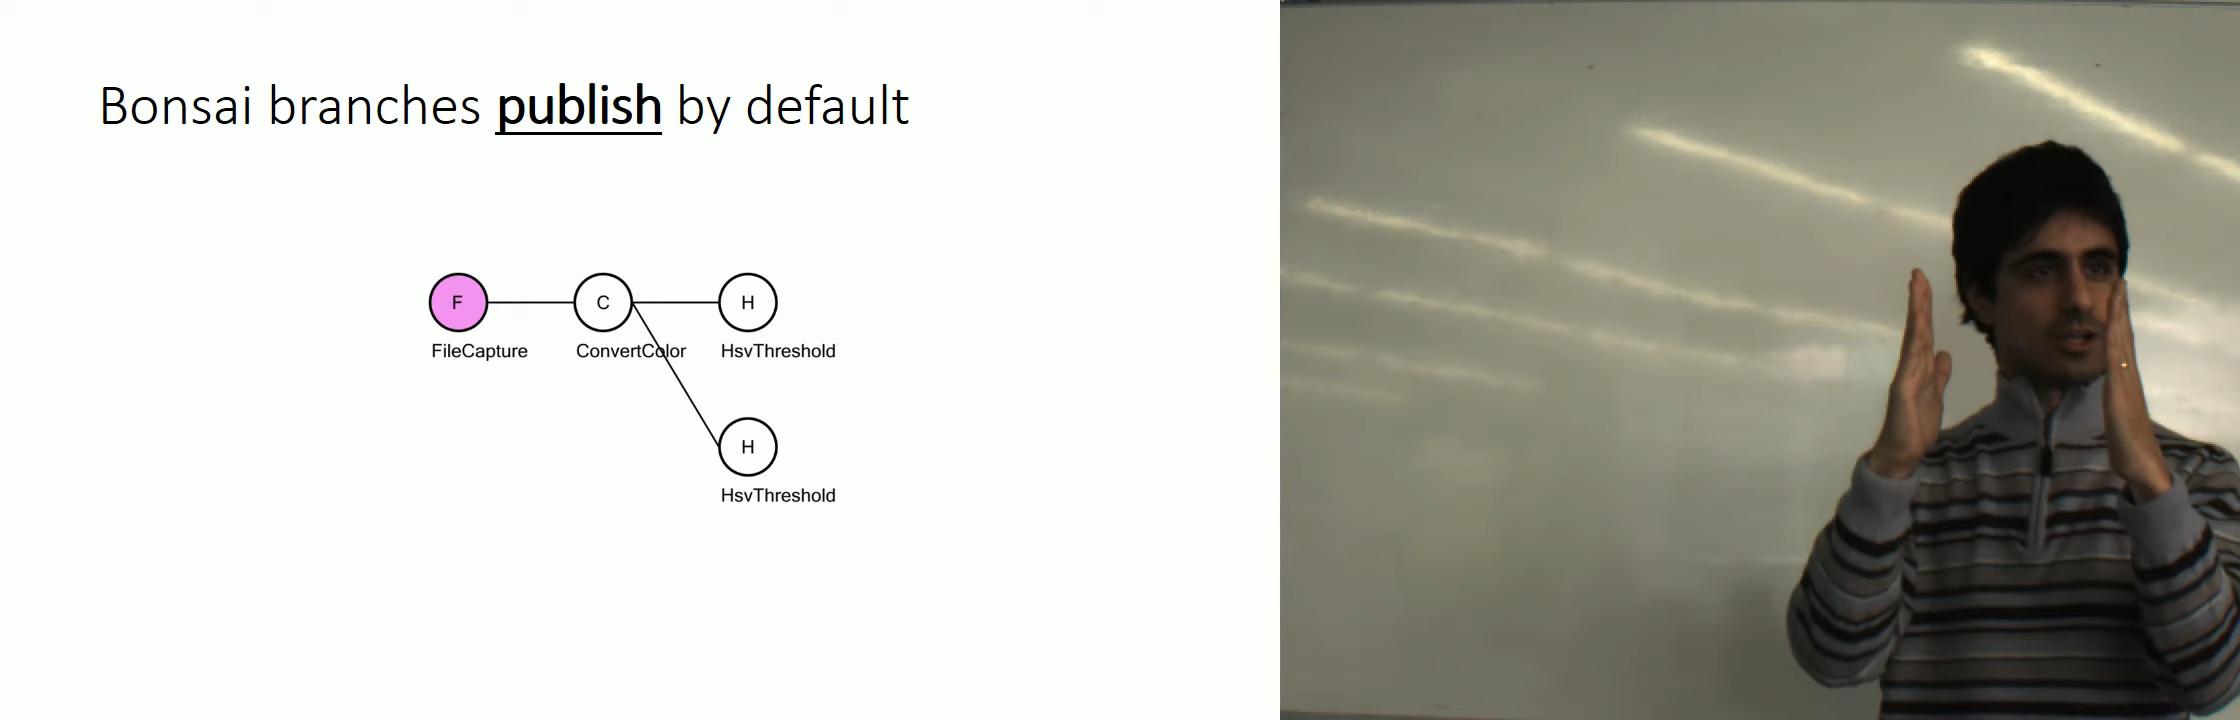 Bonsai branches publish by default
F C H
FileCapture ConvertColor HsvThreshold
H
HsvThreshold